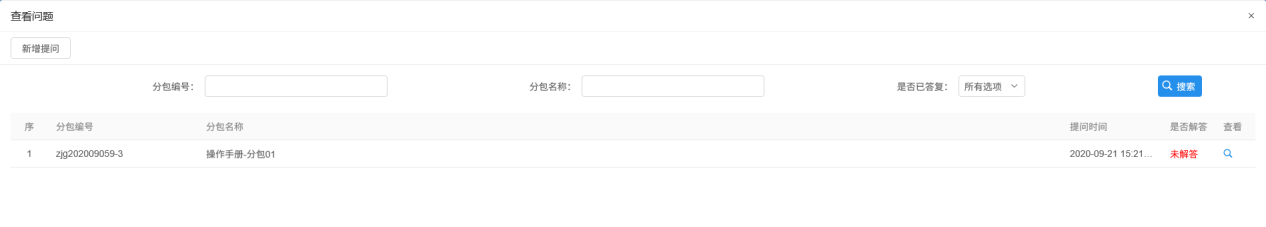 查看问题 ×
新增提问
分包编号： 分包名称： 是否已答复： 所有选项 搜索
序 分包编号 分包名称 提问时间 是否解答 查看
1 zjg202009059-3 操作手册-分包01 2020-09-21 15:21... 未解答